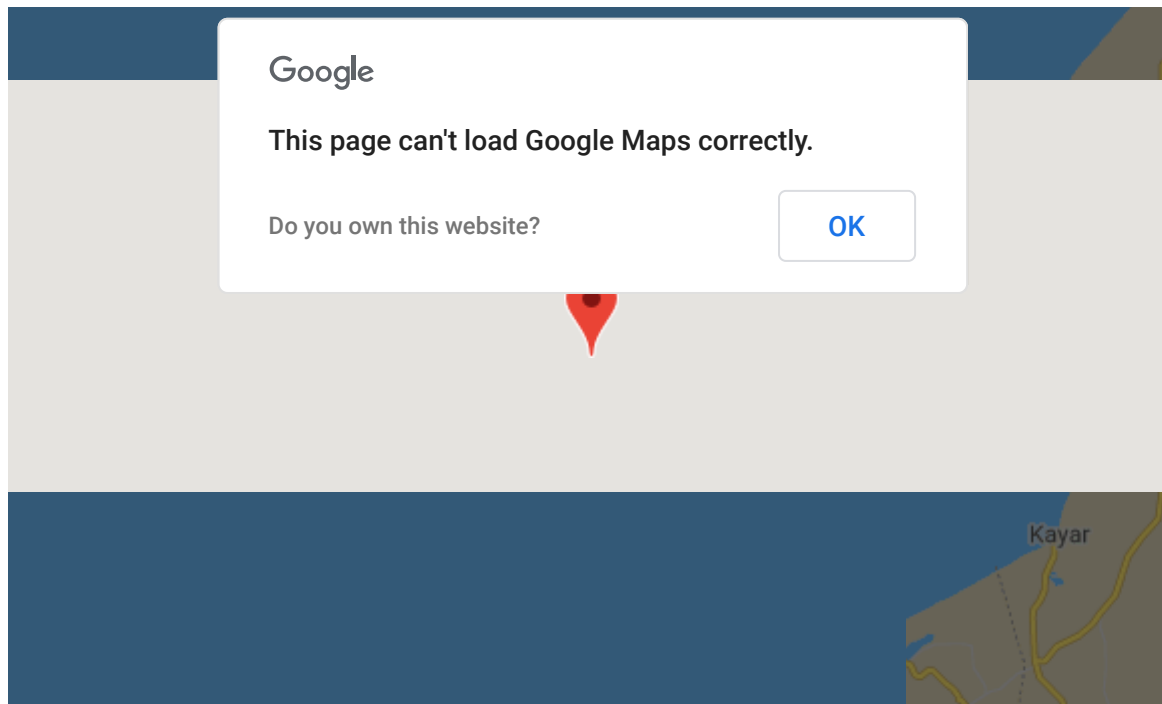 Google
This page can't load Google Maps correctly.
Do you own this website?
OK
Kayar